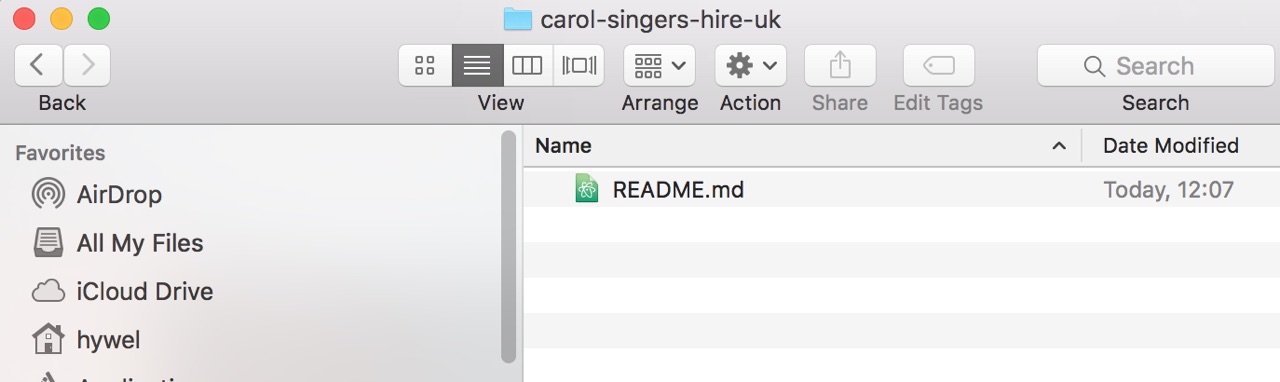 carol-singers-hire-uk
Back
View
Arrange
Action
Share
Edit Tags
Search
Search
Favorites
AirDrop
All My Files
iCloud Drive
hywel
Name
Date Modified
README.md
Today, 12:07